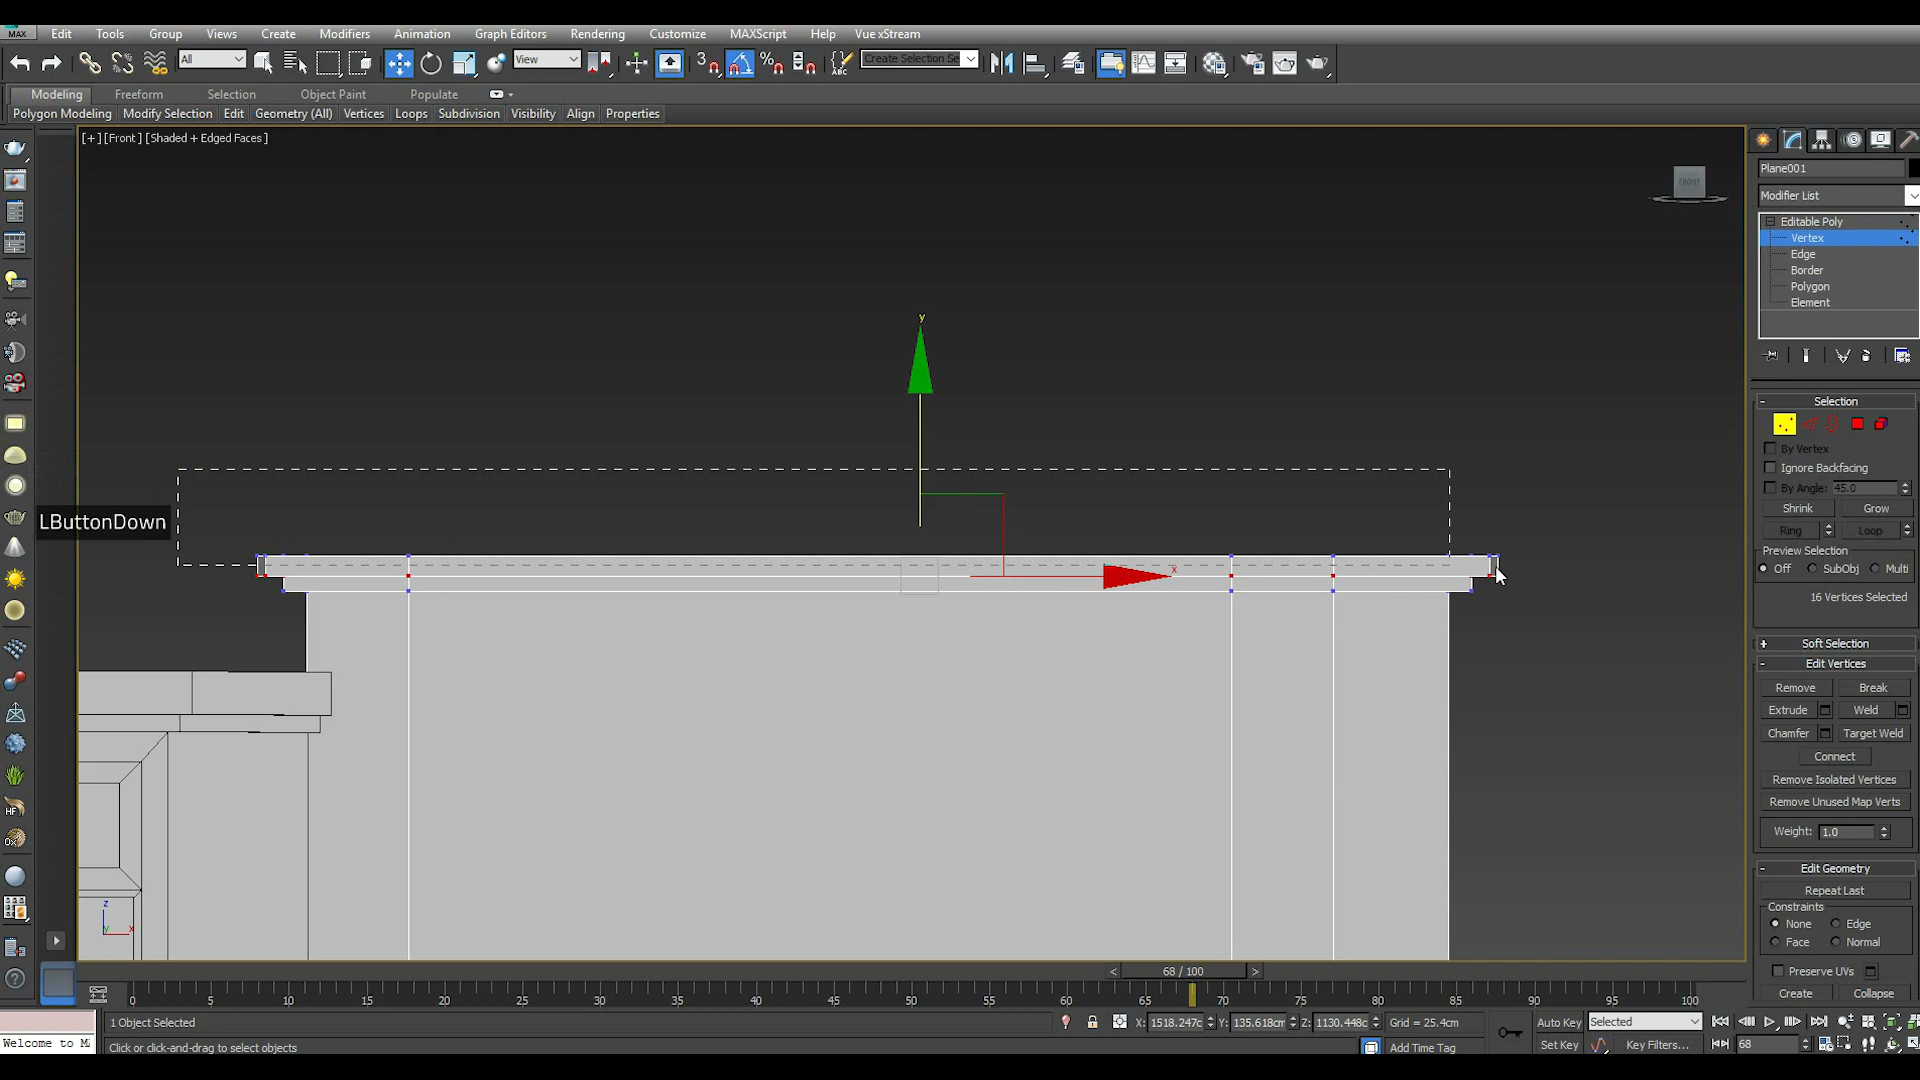 MAX Edit Tools Group Views Create Modifiers Animation Graph Editors Rendering Customize MAXScript Help Vue xStream
All View Create Selection Se
Modeling Freeform Selection Object Paint Populate
Polygon Modeling Modify Selection Edit Geometry (All) Vertices Loops Subdivision Visibility Align Properties
[+] [Front] [Shaded + Edged Faces]
FRONT
Plane001
Modifier List
Editable Poly
Vertex
Edge
Border
Polygon
Element
Selection
By Vertex
Ignore Backfacing
By Angle: 45.0
Shrink Grow
Ring Loop
Preview Selection
Off SubObj Multi
16 Vertices Selected
Soft Selection
Edit Vertices
Remove Break
Extrude Weld
Chamfer Target Weld
Connect
Remove Isolated Vertices
Remove Unused Map Verts
Weight: 1.0
Edit Geometry
Repeat Last
Constraints
None Edge
Face Normal
Preserve UVs
Create Collapse
y
x
LButtonDown
z
y x
< 68 / 100 >
0 5 10 15 20 25 30 35 40 45 50 55 60 65 70 75 80 85 90 95 100
1 Object Selected X: 1518.247c Y: 135.618cm Z: 1130.448c Grid = 25.4cm Auto Key Selected
Welcome to MA Click or click-and-drag to select objects Add Time Tag Set Key Key Filters... 68